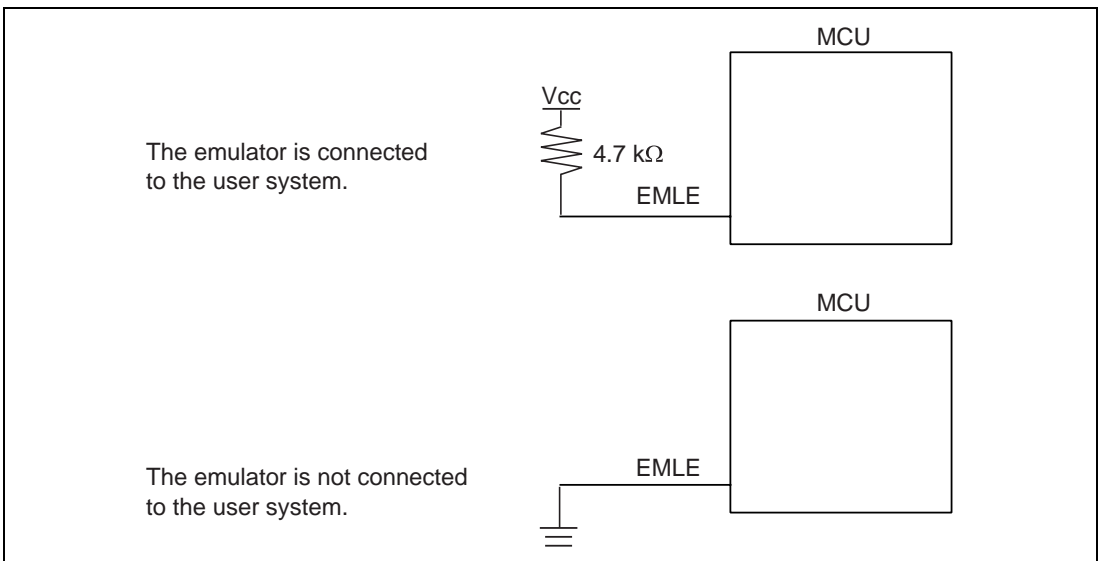 MCU
Vcc
The emulator is connected
to the user system.
4.7 kΩ
EMLE
MCU
EMLE
The emulator is not connected
to the user system.